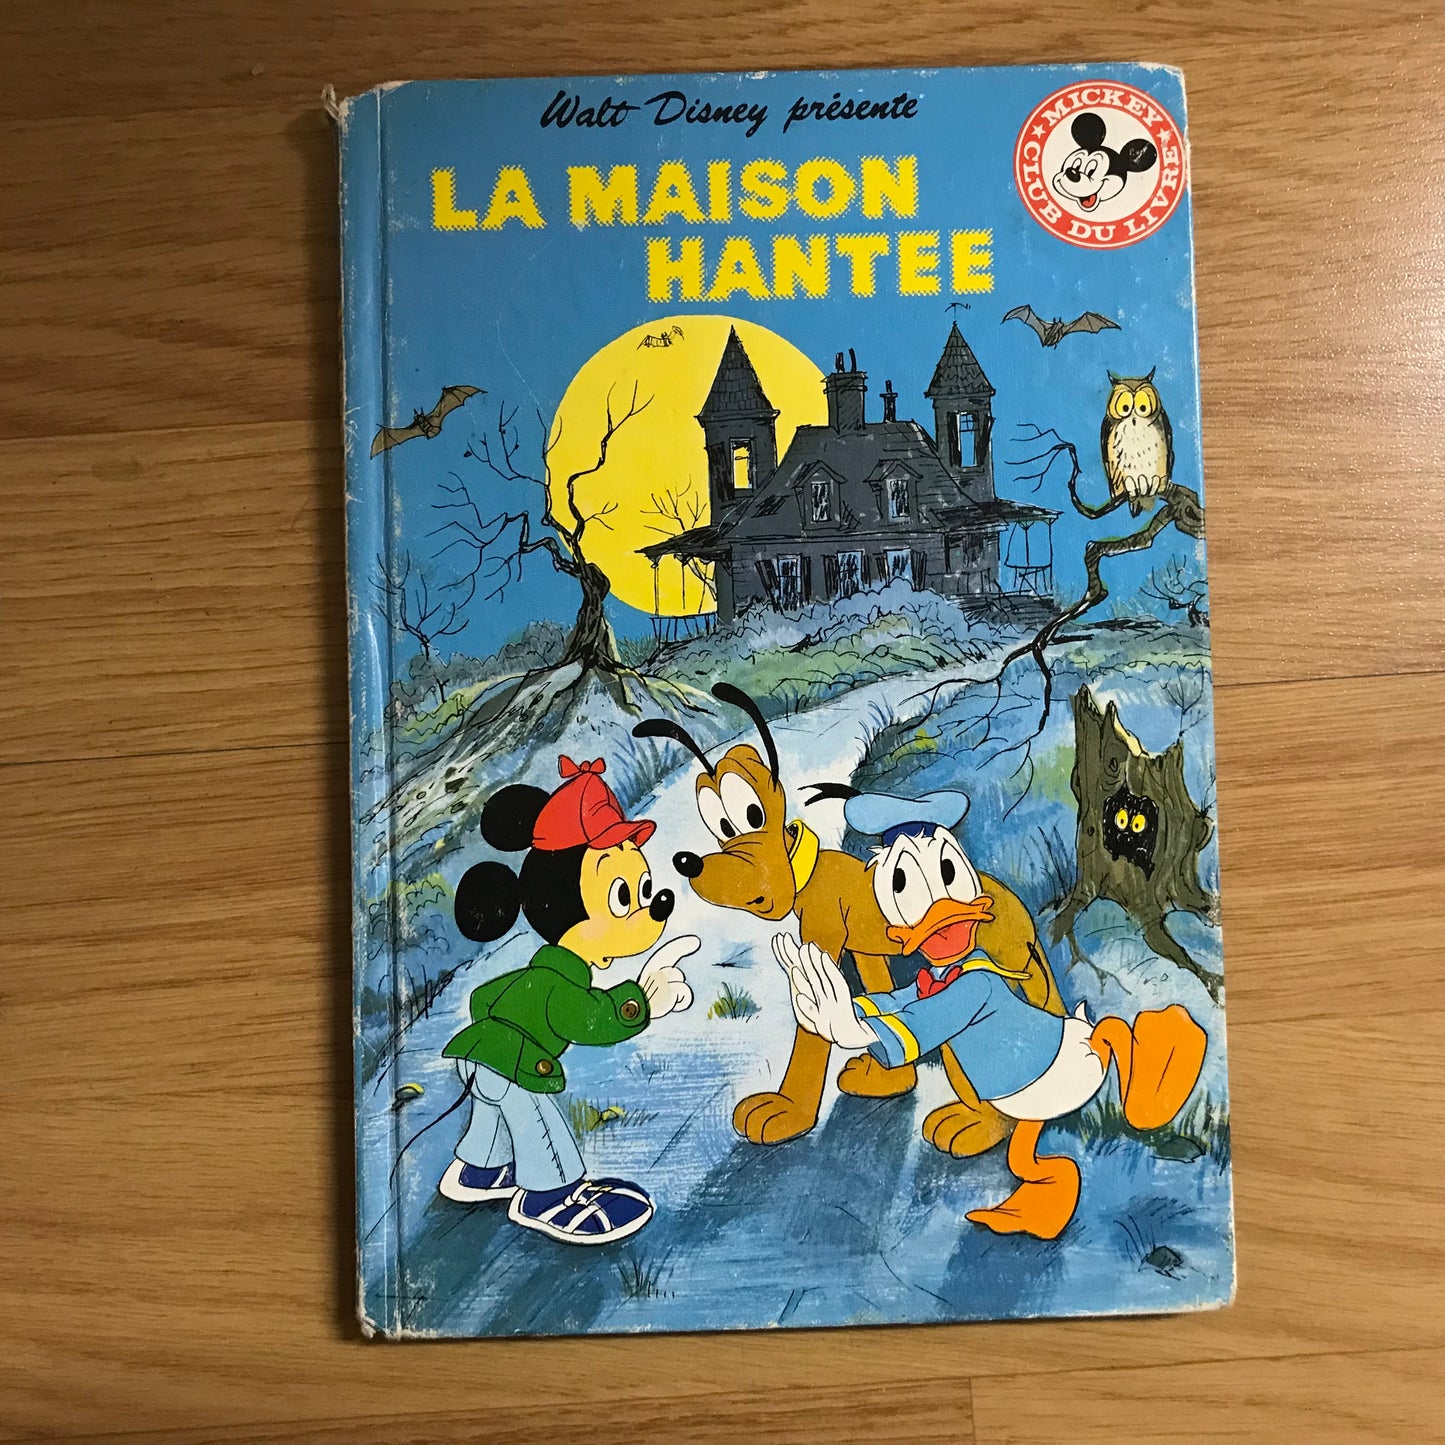 Walt Disney présente
LA MAISON
HANTEE
MICKEY
CLUB DU LIVRE